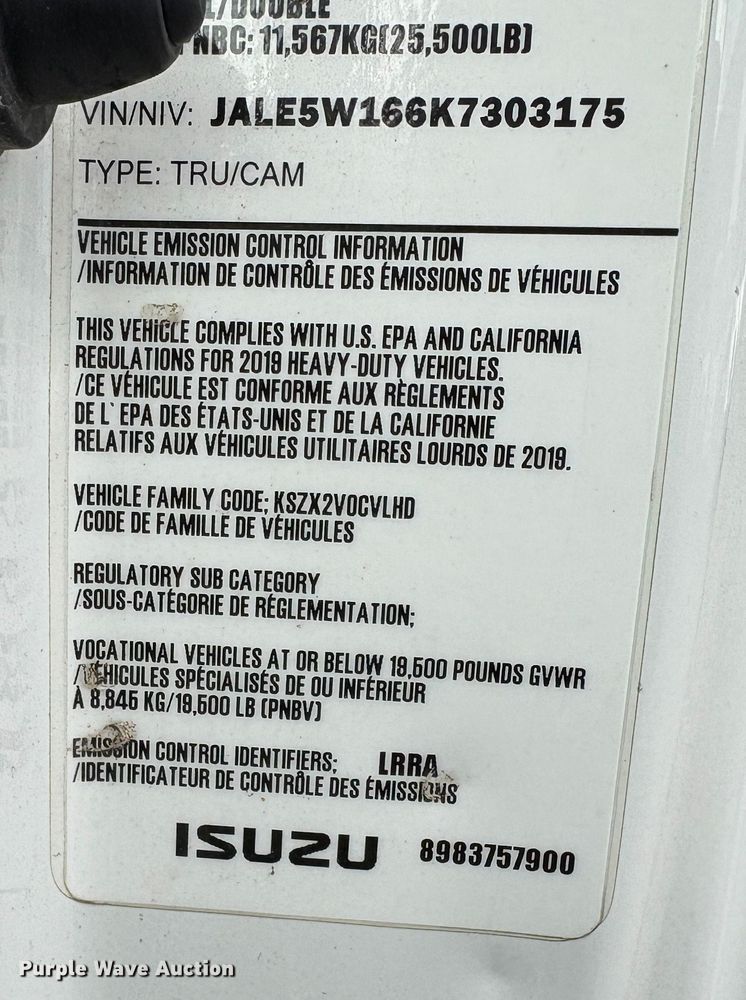 /DOUBLE
PNBC: 11,567KG(25,500LB)
VIN/NIV: JALE5W166K7303175
TYPE: TRU/CAM
VEHICLE EMISSION CONTROL INFORMATION
/INFORMATION DE CONTRÔLE DES ÉMISSIONS DE VÉHICULES
THIS VEHICLE COMPLIES WITH U.S. EPA AND CALIFORNIA
REGULATIONS FOR 2019 HEAVY-DUTY VEHICLES.
/CE VÉHICULE EST CONFORME AUX RÈGLEMENTS
DE L`EPA DES ÉTATS-UNIS ET DE LA CALIFORNIE
RELATIFS AUX VÉHICULES UTILITAIRES LOURDS DE 2019.
VEHICLE FAMILY CODE; KSZX2VOCVLHD
/CODE DE FAMILLE DE VÉHICULES
REGULATORY SUB CATEGORY
/SOUS-CATÉGORIE DE RÉGLEMENTATION;
VOCATIONAL VEHICLES AT OR BELOW 19,500 POUNDS GVWR
/VÉHICULES SPÉCIALISÉS DE OU INFÉRIEUR
À 8,845 KG/19,500 LB (PNBV)
EMISSION CONTROL IDENTIFIERS; LRRA
/IDENTIFICATEUR DE CONTRÔLE DES ÉMISSIONS
ISUZU 8983757900
Purple Wave Auction